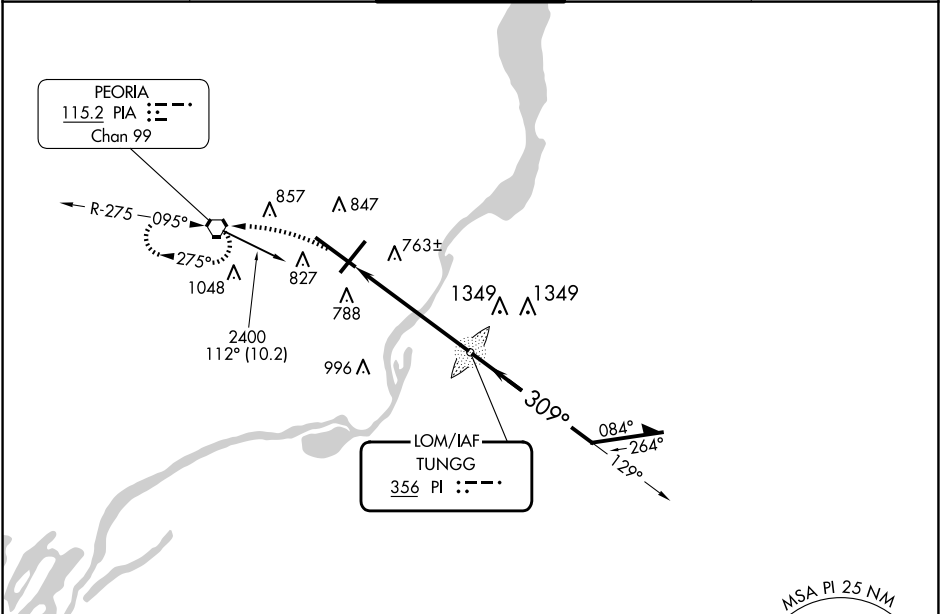 PEORIA
115.2 PIA
Chan 99
R-275
095°
275°
857
847
763±
827
1048
788
1349
1349
2400
112° (10.2)
996
309°
084°
264°
129°
LOM/IAF
TUNGG
356 PI
MSA PI 25 NM